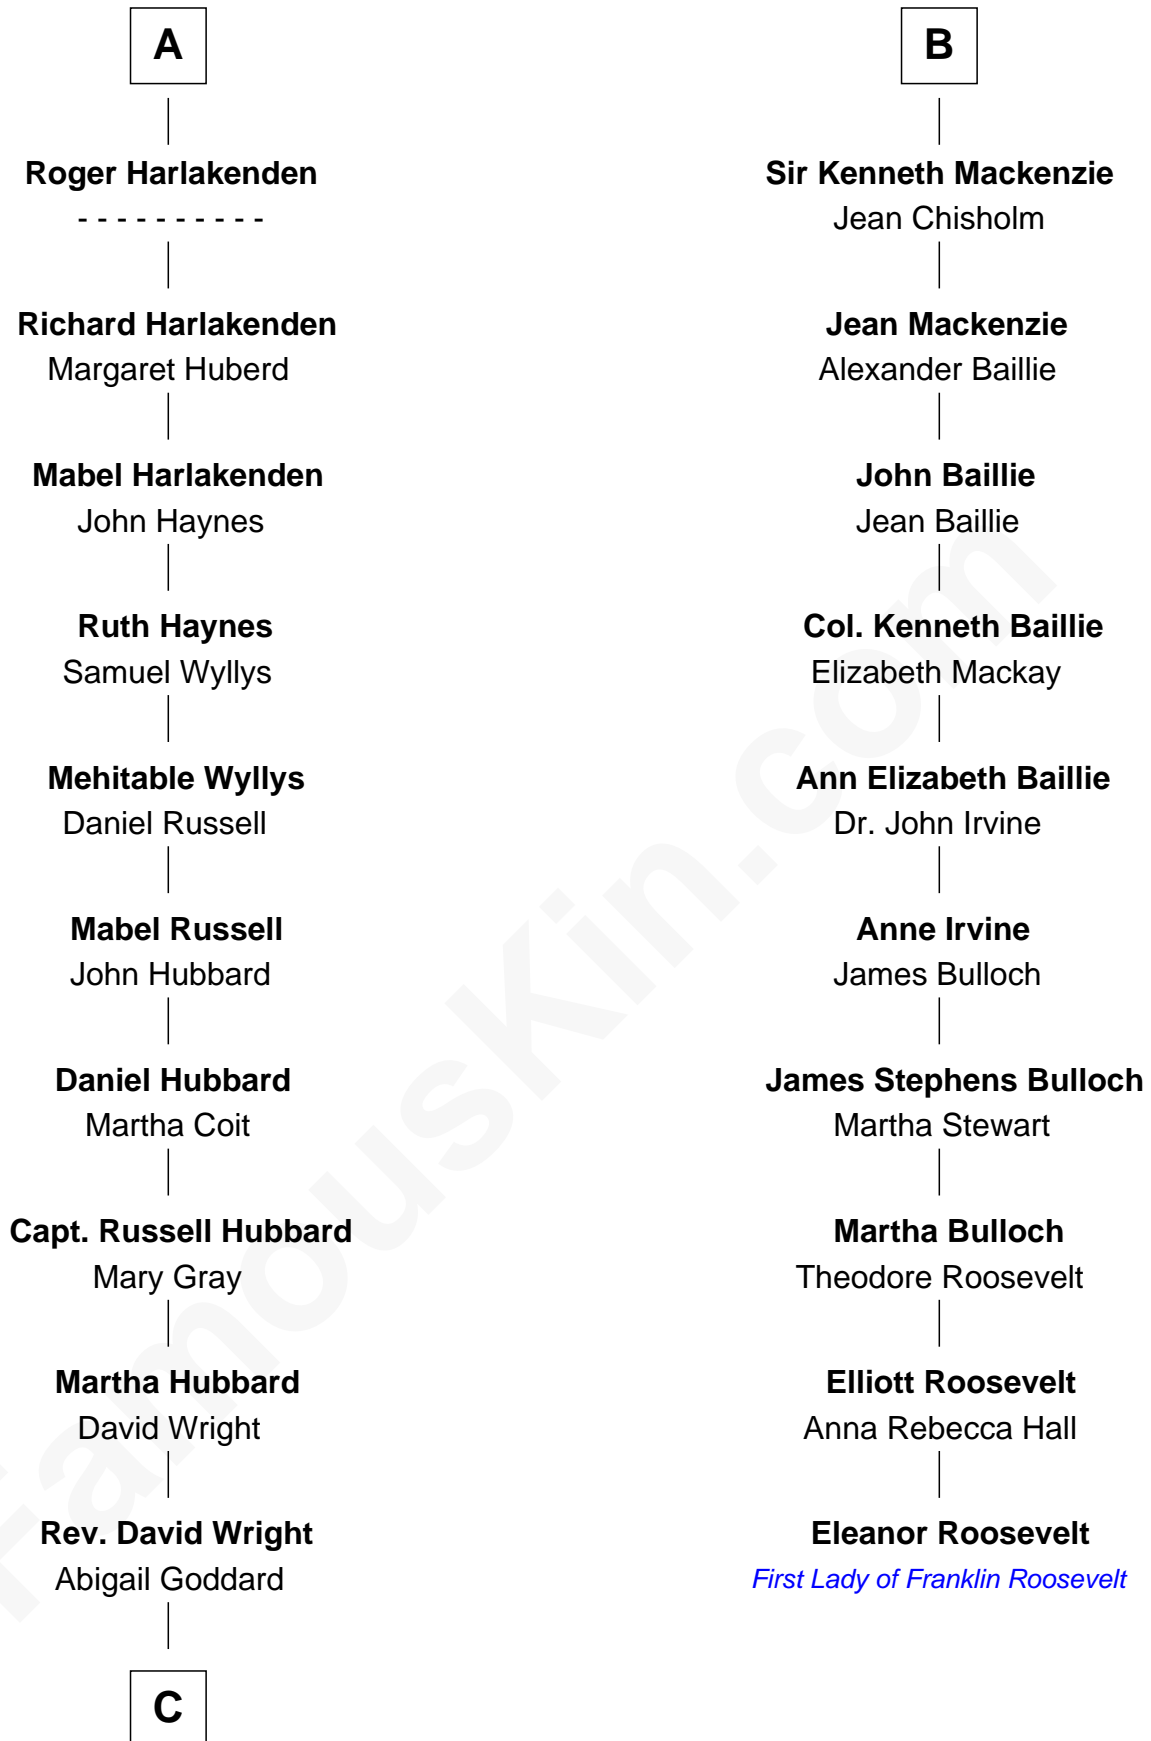 A
Roger Harlakenden
- - - - - - - - - -
Richard Harlakenden
Margaret Huberd
Mabel Harlakenden
John Haynes
Ruth Haynes
Samuel Wyllys
Mehitable Wyllys
Daniel Russell
Mabel Russell
John Hubbard
Daniel Hubbard
Martha Coit
Capt. Russell Hubbard
Mary Gray
Martha Hubbard
David Wright
Rev. David Wright
Abigail Goddard
C
B
Sir Kenneth Mackenzie
Jean Chisholm
Jean Mackenzie
Alexander Baillie
John Baillie
Jean Baillie
Col. Kenneth Baillie
Elizabeth Mackay
Ann Elizabeth Baillie
Dr. John Irvine
Anne Irvine
James Bulloch
James Stephens Bulloch
Martha Stewart
Martha Bulloch
Theodore Roosevelt
Elliott Roosevelt
Anna Rebecca Hall
Eleanor Roosevelt
First Lady of Franklin Roosevelt
FamousKin.com